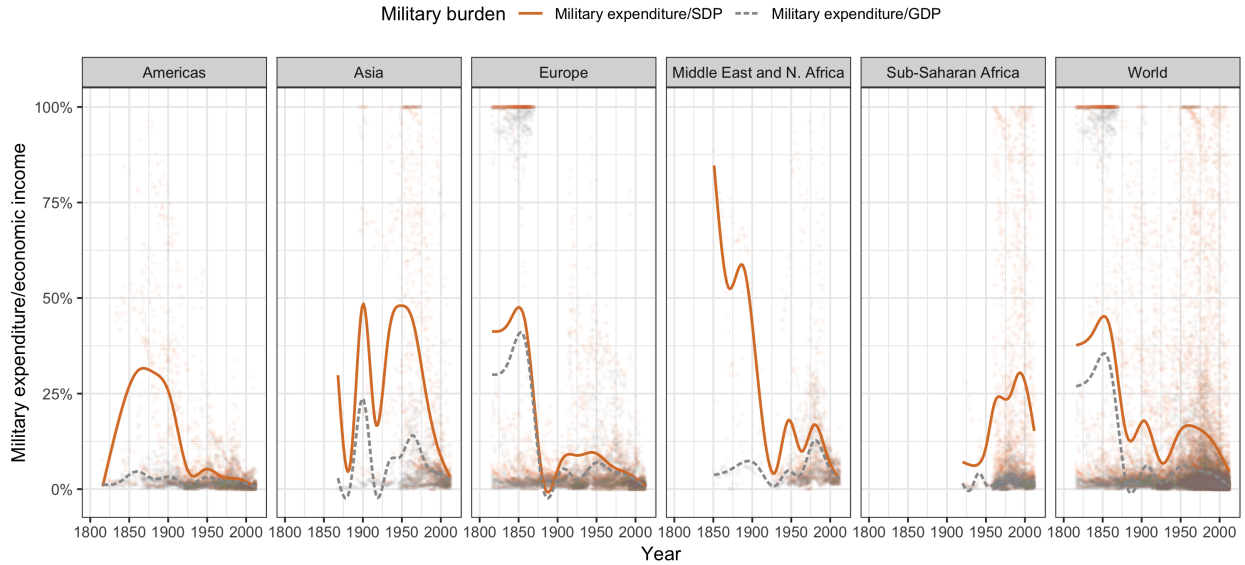 Military burden Military expenditure/SDP Military expenditure/GDP
Americas Asia Europe Middle East and N. Africa Sub-Saharan Africa World
Military expenditure/economic income
100%
75%
50%
25%
0%
1800 1850 1900 1950 2000 1800 1850 1900 1950 2000 1800 1850 1900 1950 2000 1800 1850 1900 1950 2000 1800 1850 1900 1950 2000 1800 1850 1900 1950 2000
Year